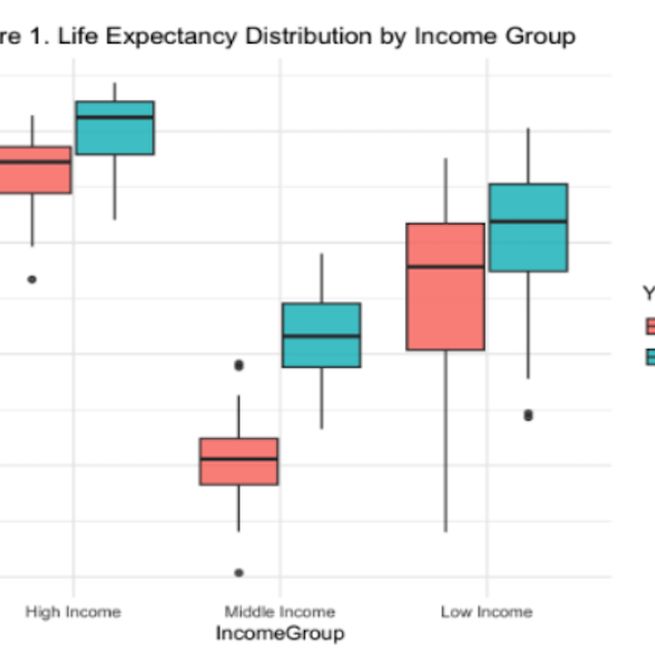 re 1. Life Expectancy Distribution by Income Group
Y
High Income
Middle Income
Low Income
IncomeGroup